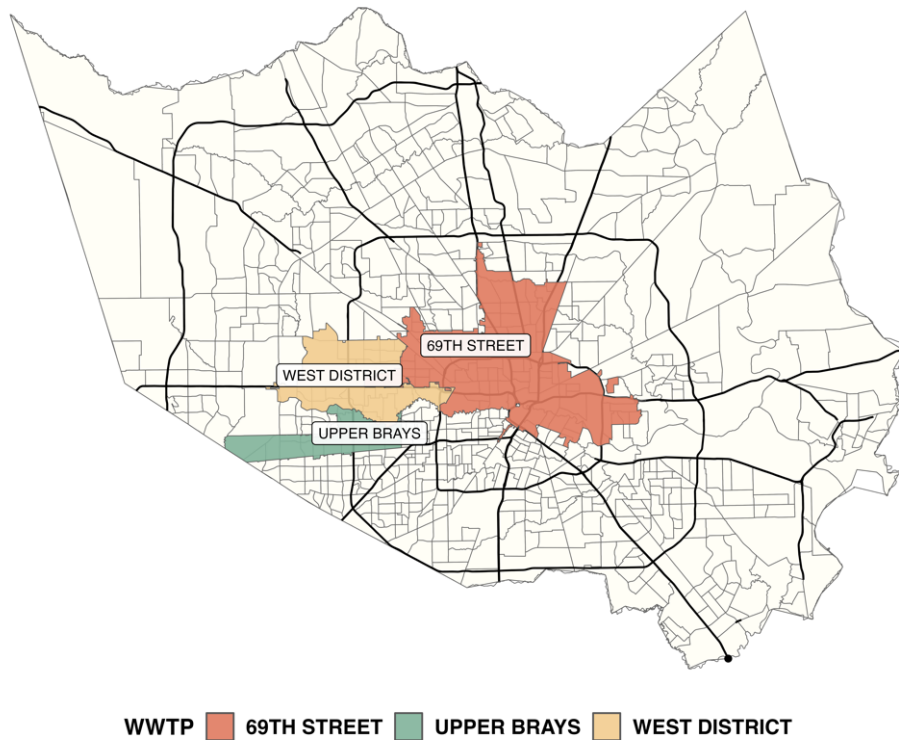 69TH STREET
WEST DISTRICT
UPPER BRAYS
WWTP 69TH STREET UPPER BRAYS WEST DISTRICT